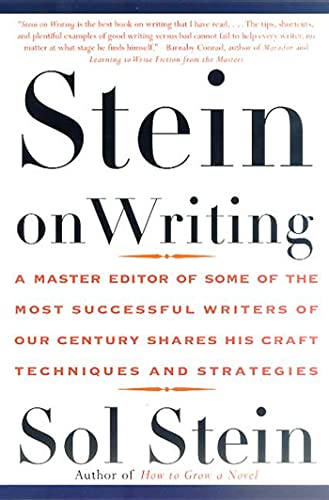 "Stein on Writing is the best book on writing that I have read. . . . The tips, shortcuts,
and plentiful examples of good writing versus bad cannot fail to help every writer, no
matter at what stage he finds himself." —Barnaby Conrad, author of Matador and
Learning to Write Fiction from the Masters
Stein
on Writing
A MASTER EDITOR OF SOME OF THE
MOST SUCCESSFUL WRITERS OF
OUR CENTURY SHARES HIS CRAFT
TECHNIQUES AND STRATEGIES
Sol Stein
Author of How to Grow a Novel